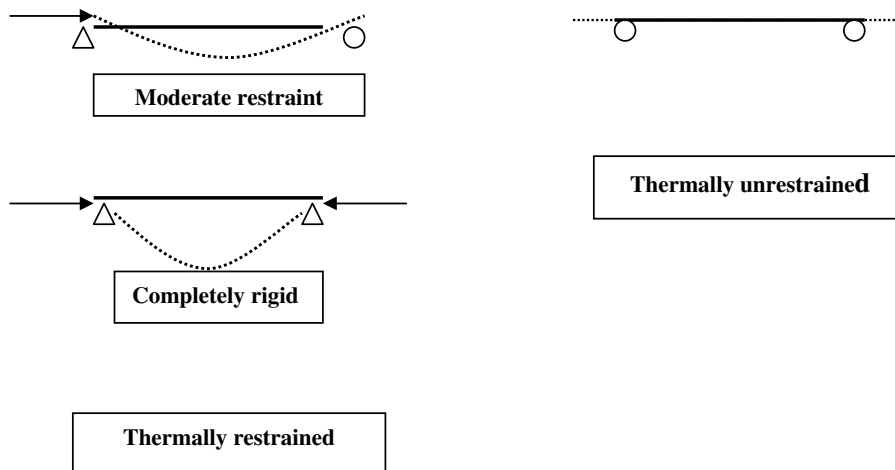 Moderate restraint
Thermally unrestrained
Completely rigid
Thermally restrained